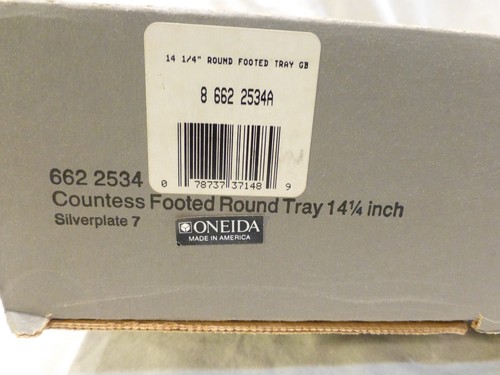 14 1/4" ROUND FOOTED TRAY GB
8 662 2534A
0 78737 37148 9
662 2534
Countess Footed Round Tray 14¼ inch
Silverplate 7
ONEIDA
MADE IN AMERICA